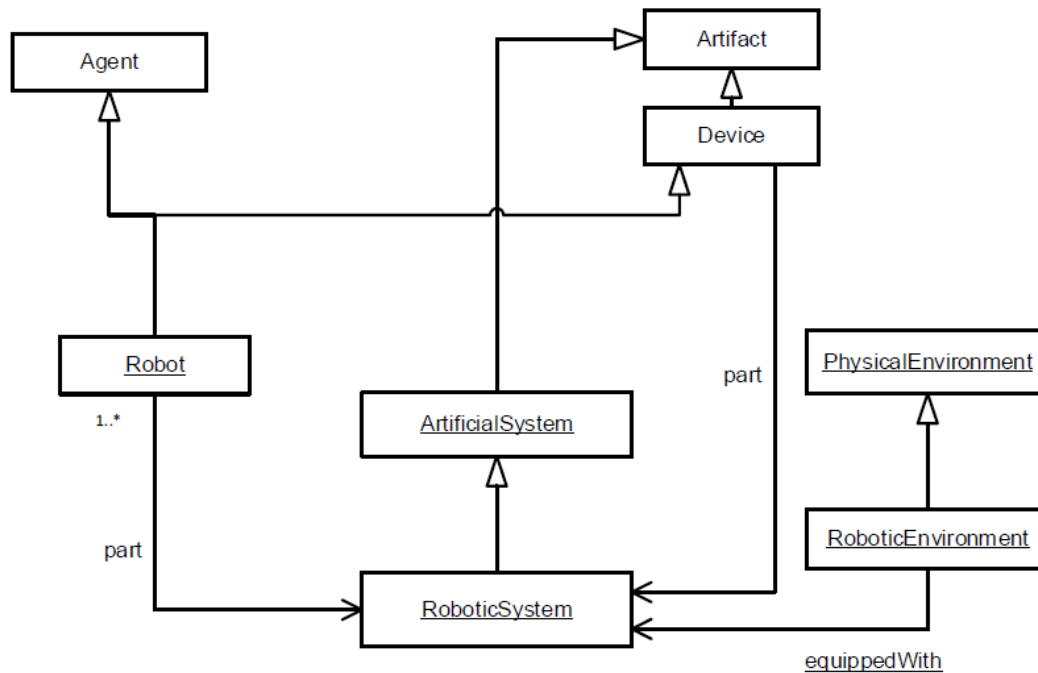 Artifact
Agent
Device
Robot
PhysicalEnvironment
part
1..*
ArtificialSystem
RoboticEnvironment
part
RoboticSystem
equippedWith